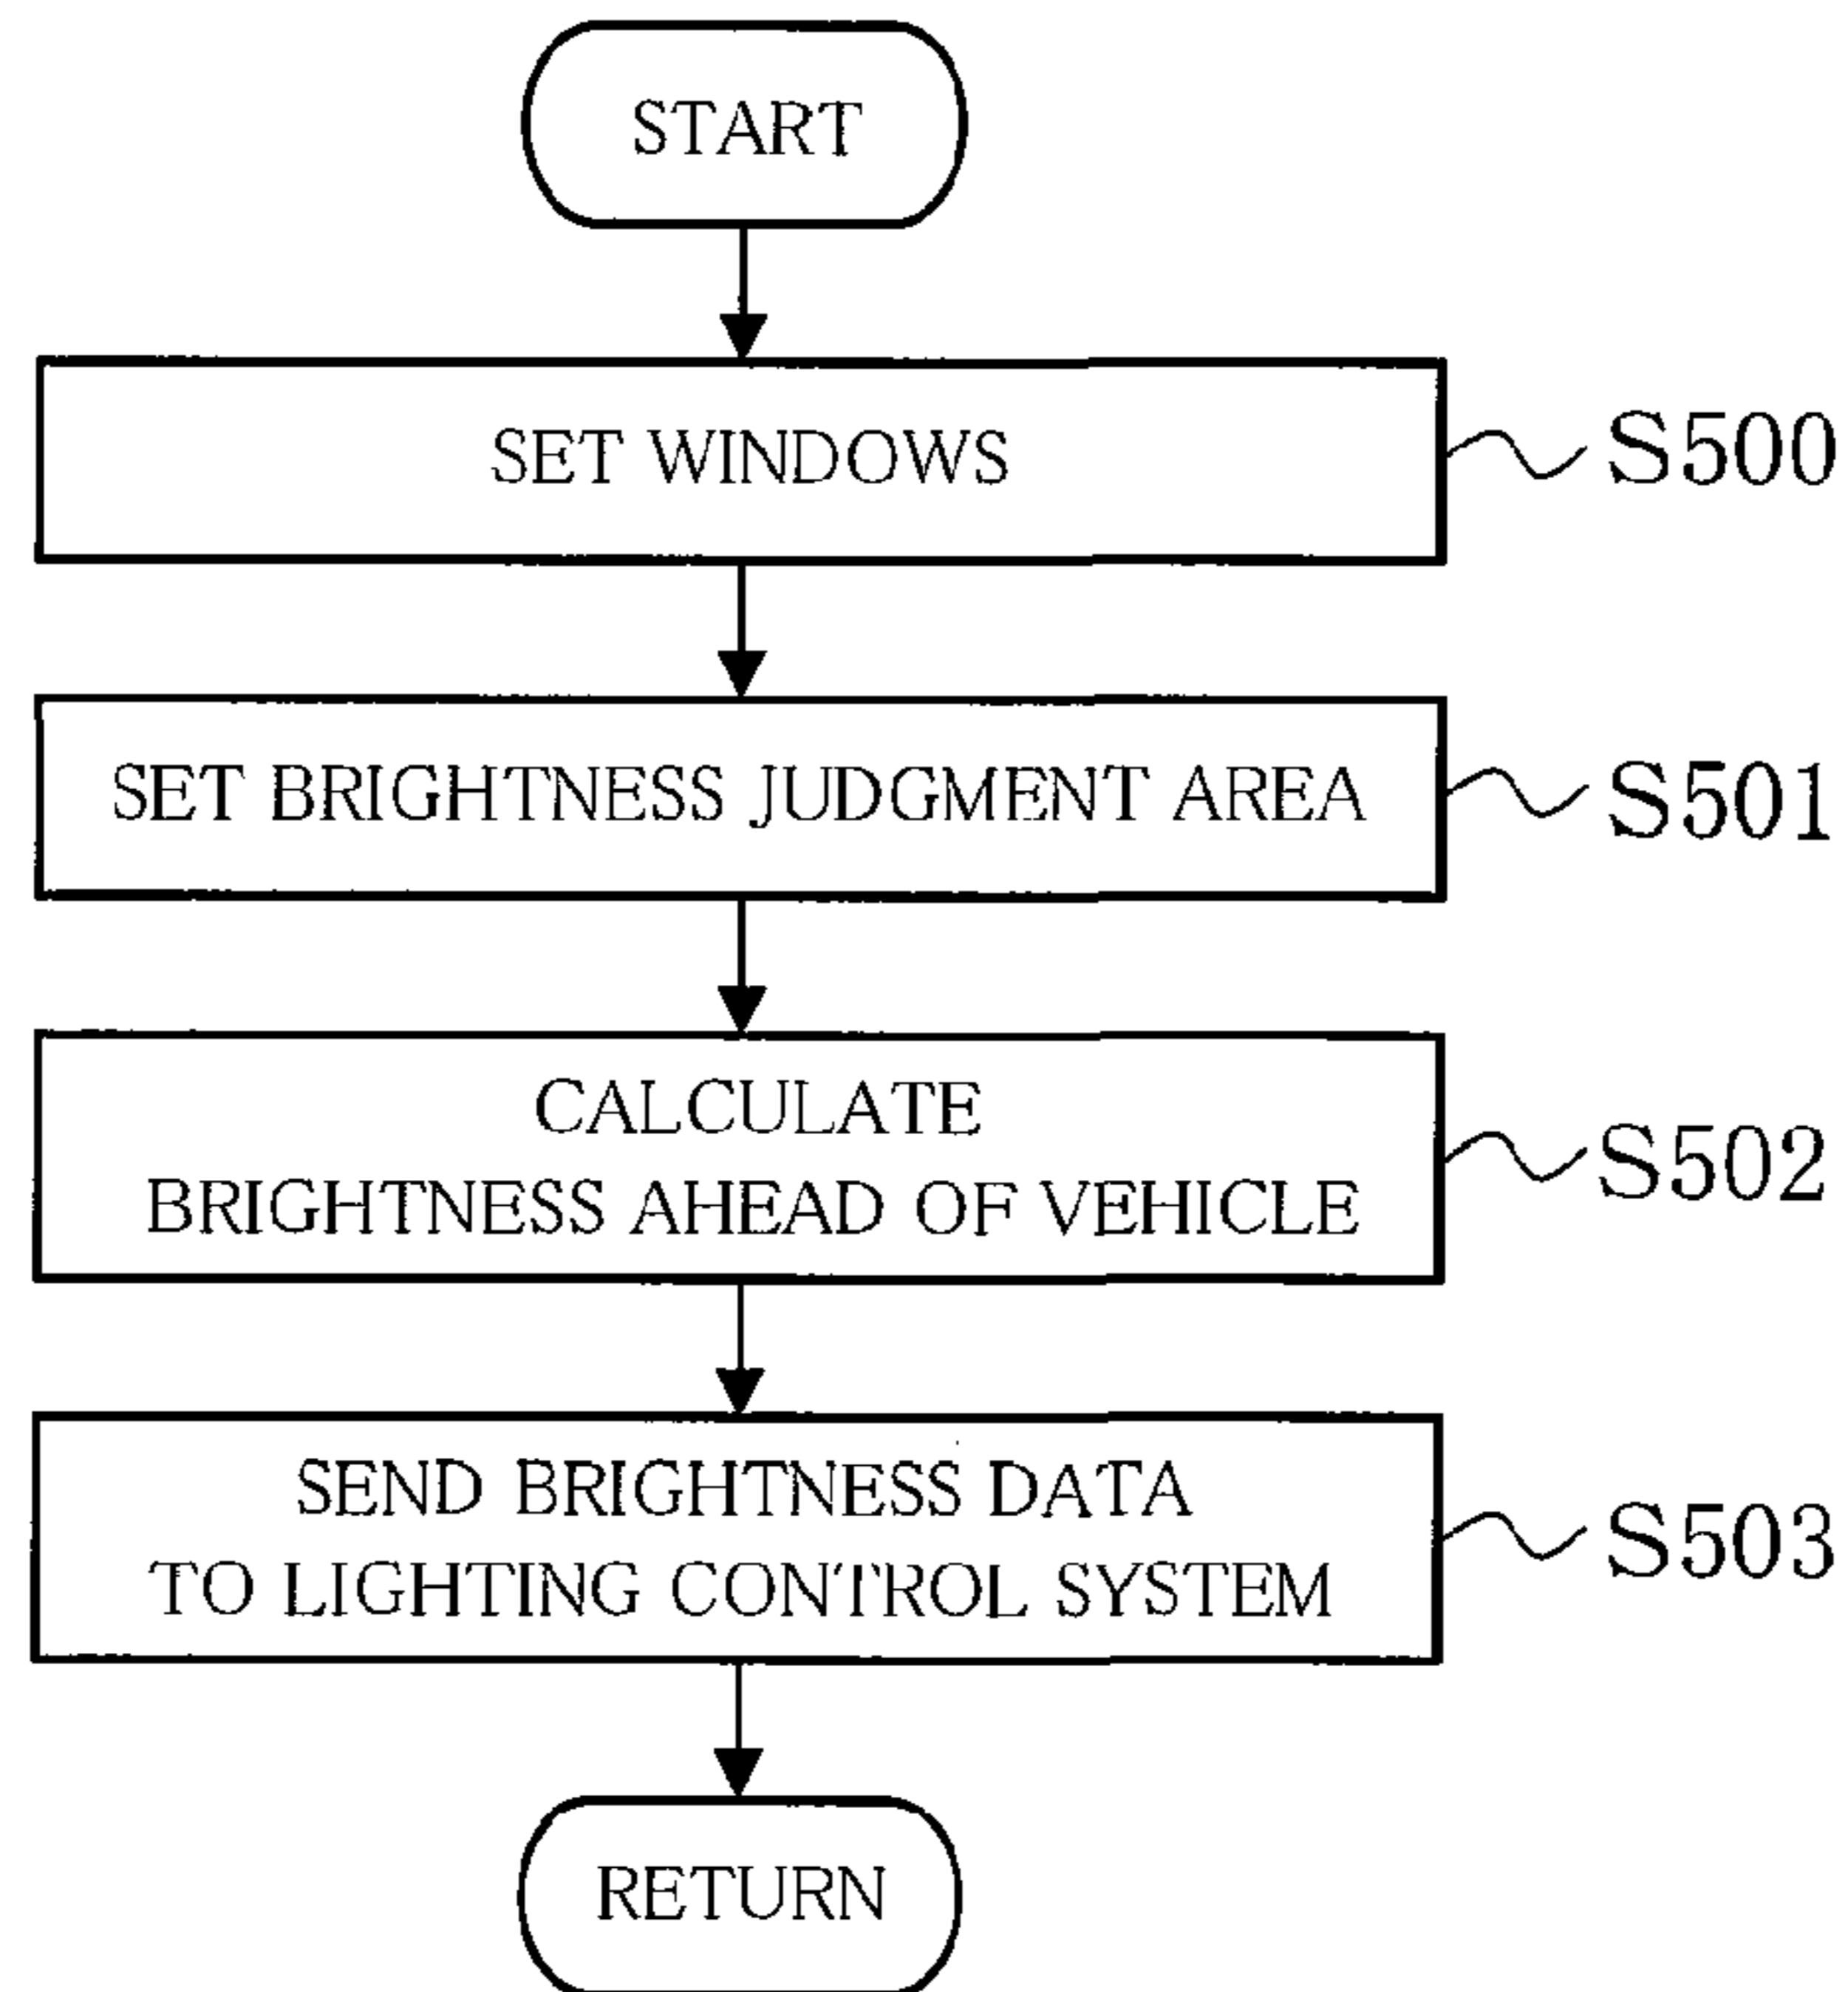 START
SET WINDOWS
S500
SET BRIGHTNESS JUDGMENT AREA
S501
CALCULATE
BRIGHTNESS AHEAD OF VEHICLE
S502
SEND BRIGHTNESS DATA
TO LIGHTING CONTROL SYSTEM
S503
RETURN